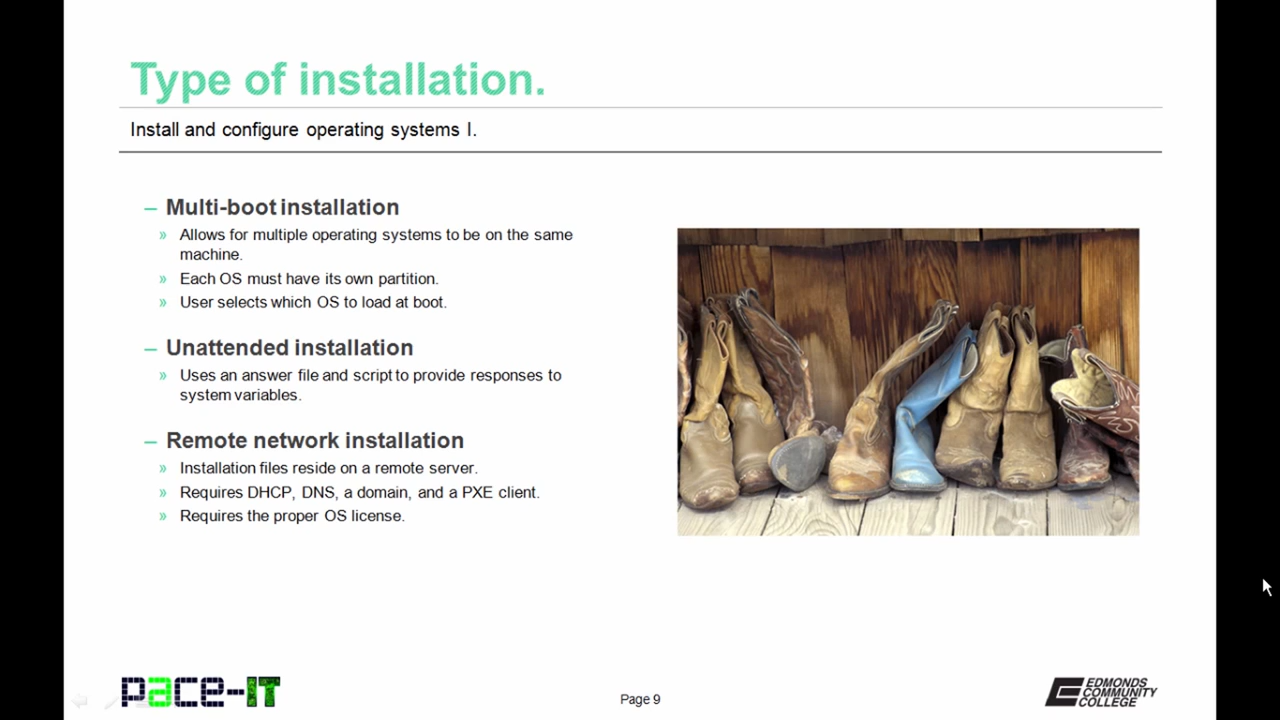 Type of installation.
Install and configure operating systems I.
– Multi-boot installation
» Allows for multiple operating systems to be on the same
machine.
» Each OS must have its own partition.
» User selects which OS to load at boot.
– Unattended installation
» Uses an answer file and script to provide responses to
system variables.
– Remote network installation
» Installation files reside on a remote server.
» Requires DHCP, DNS, a domain, and a PXE client.
» Requires the proper OS license.
PACE-IT
Page 9
EDMONDS
COMMUNITY
COLLEGE